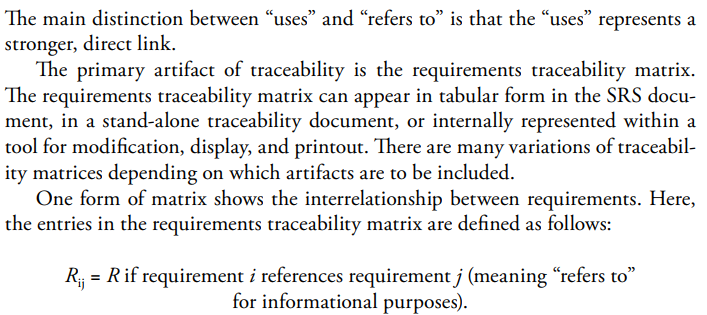 The main distinction between “uses” and “refers to” is that the “uses” represents a
stronger, direct link.
The primary artifact of traceability is the requirements traceability matrix.
The requirements traceability matrix can appear in tabular form in the SRS docu-
ment, in a stand-alone traceability document, or internally represented within a
tool for modification, display, and printout. There are many variations of traceabil-
ity matrices depending on which artifacts are to be included.
One form of matrix shows the interrelationship between requirements. Here,
the entries in the requirements traceability matrix are defined as follows:
Rij = R if requirement i references requirement j (meaning “refers to”
for informational purposes).